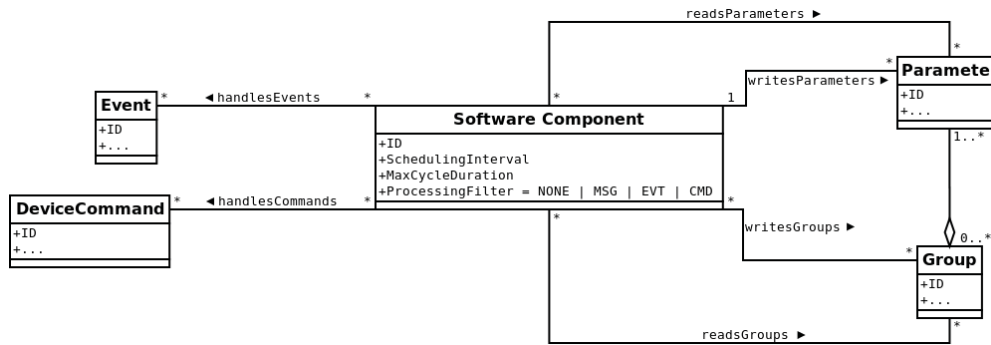 readsParameters ►
*
* Paramete
writesParameters ►
+ID
+...
Event
* ◄ handlesEvents *
+ID
+...
* 1
Software Component
+ID
+SchedulingInterval
+MaxCycleDuration
+ProcessingFilter = NONE | MSG | EVT | CMD
1..*
DeviceCommand
* ◄ handlesCommands *
+ID
+...
* *
writesGroups ►
0..*
* Group
+ID
+...
*
readsGroups ►